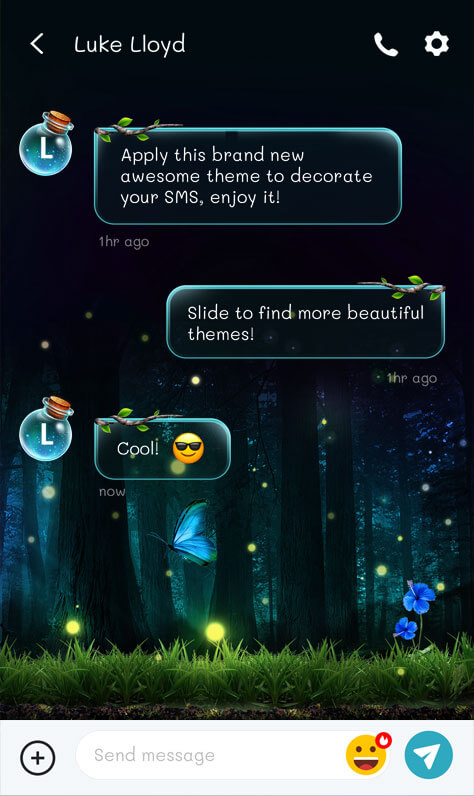 Luke Lloyd
L
Apply this brand new
awesome theme to decorate
your SMS, enjoy it!
1hr ago
Slide to find more beautiful
themes!
1hr ago
L
Cool! 😎
now
Send message